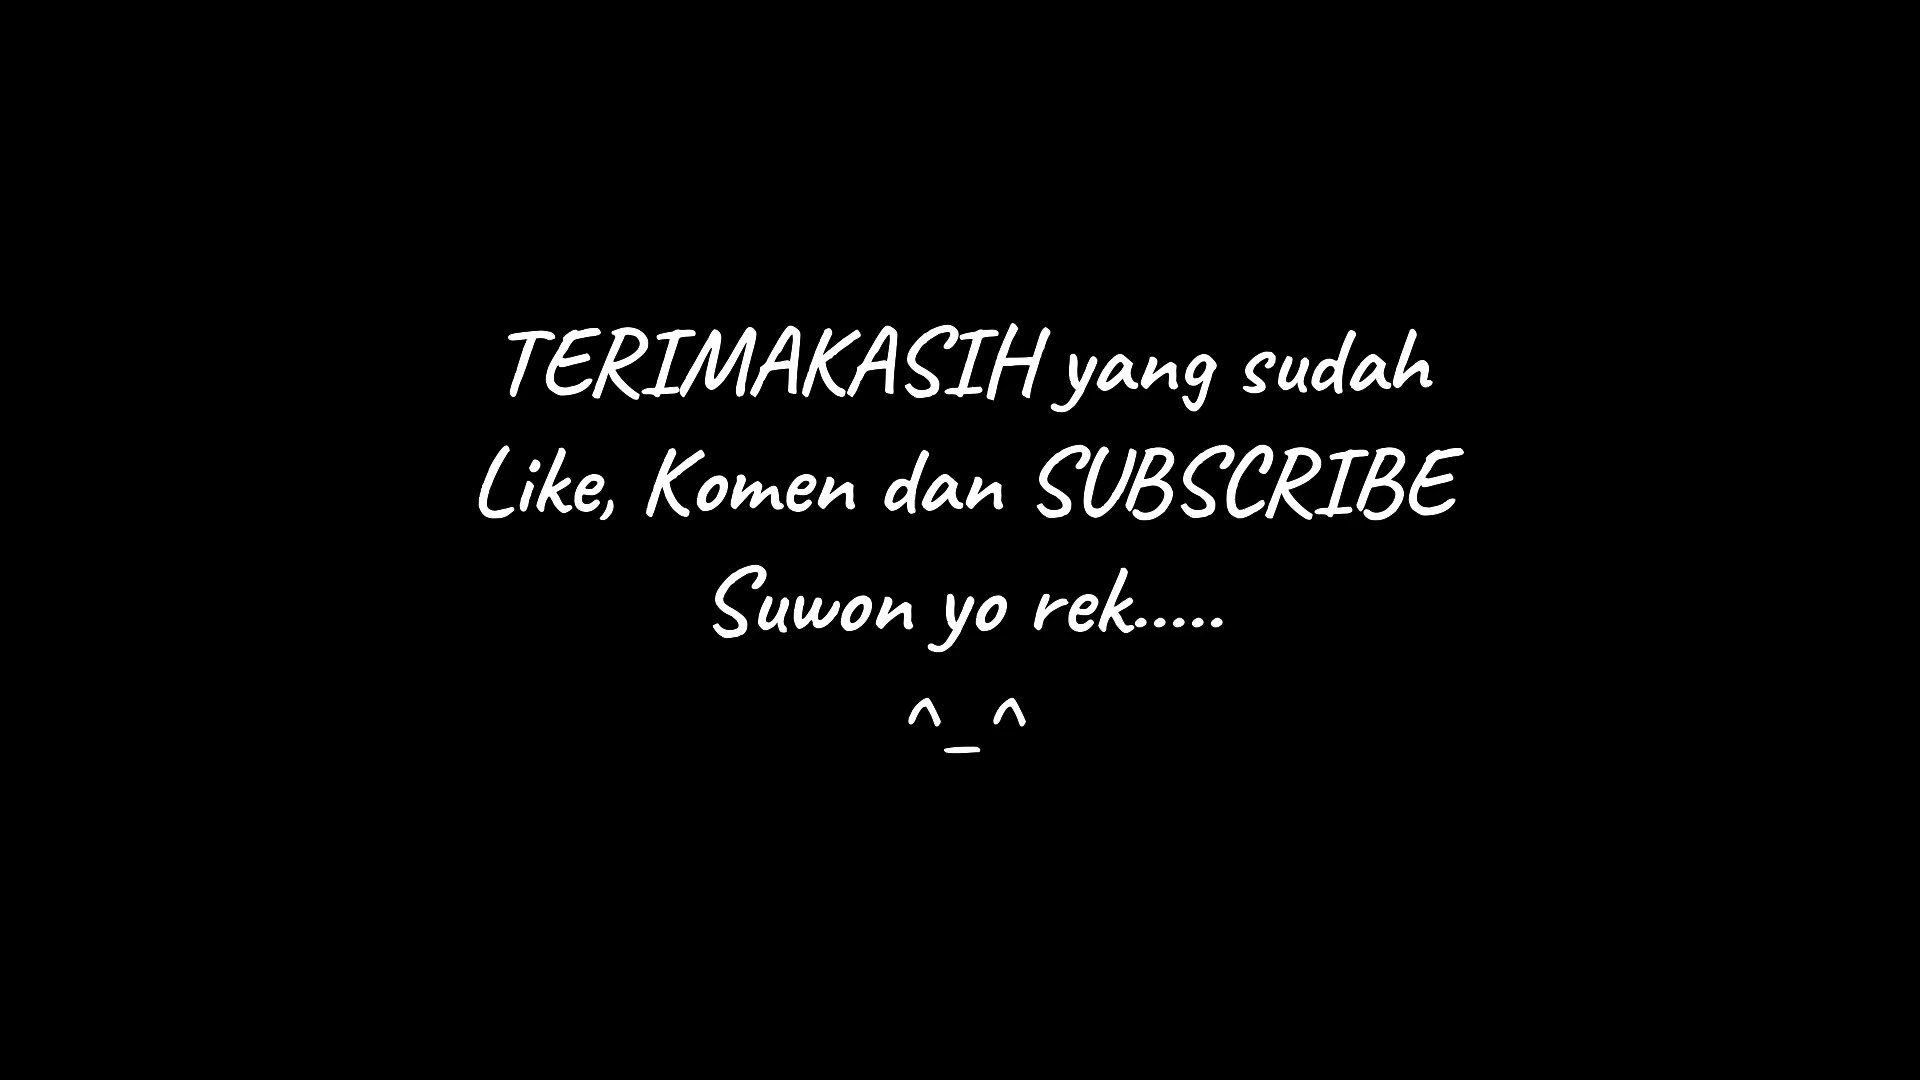 TERIMAKASIH yang sudah
Like, Komen dan SUBSCRIBE
Suwon yo rek.....
^_^